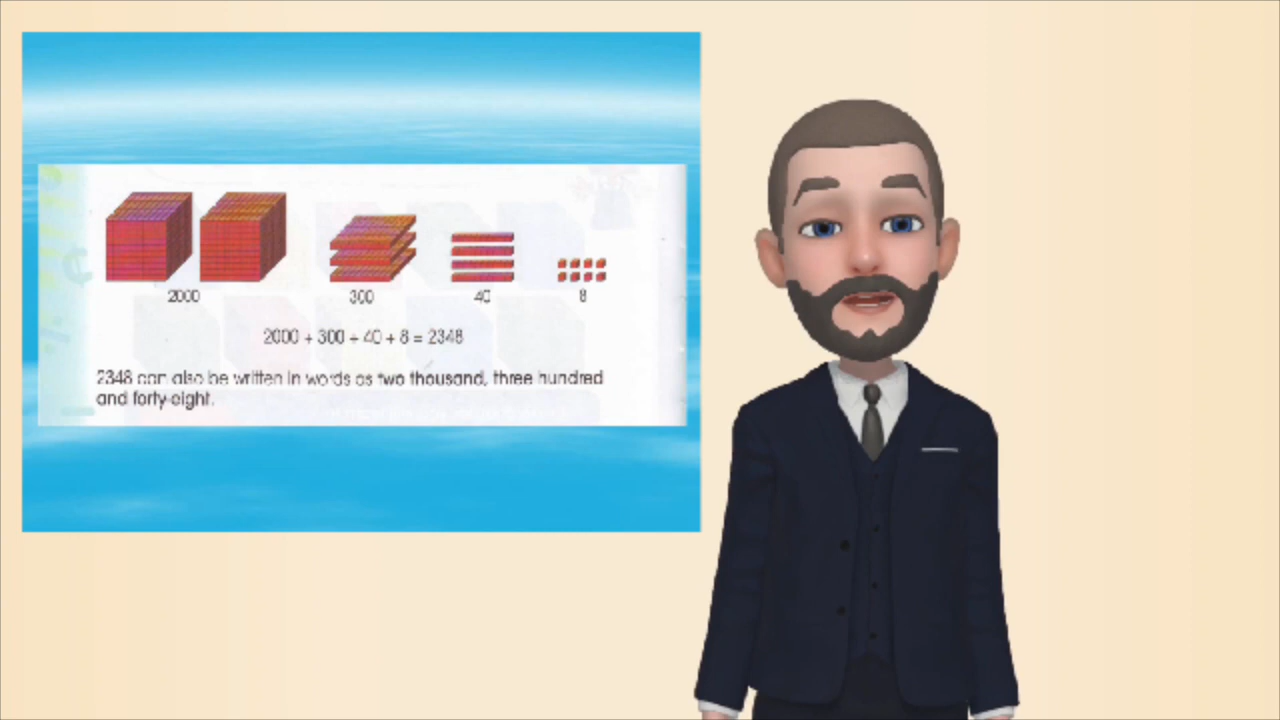 2000 300 40 8
2000 + 300 + 40 + 8 = 2348
2348 can also be written in words as two thousand, three hundred
and forty-eight.